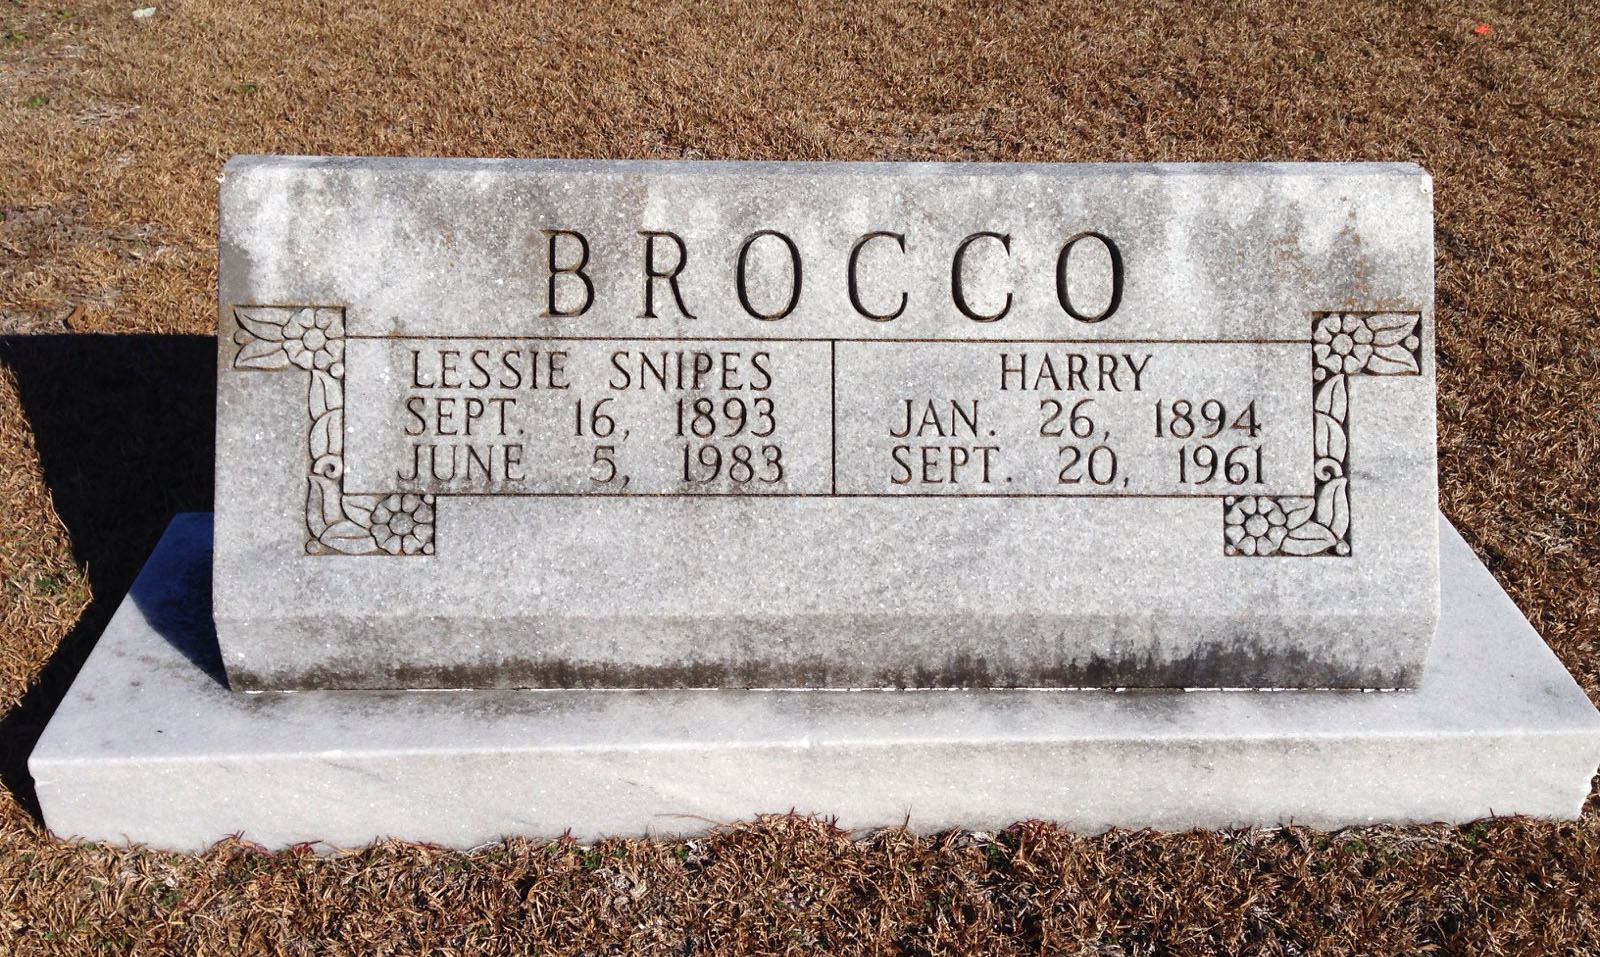 BROCCO
LESSIE SNIPES
SEPT. 16, 1893
JUNE 5, 1983
HARRY
JAN. 26, 1894
SEPT. 20, 1961